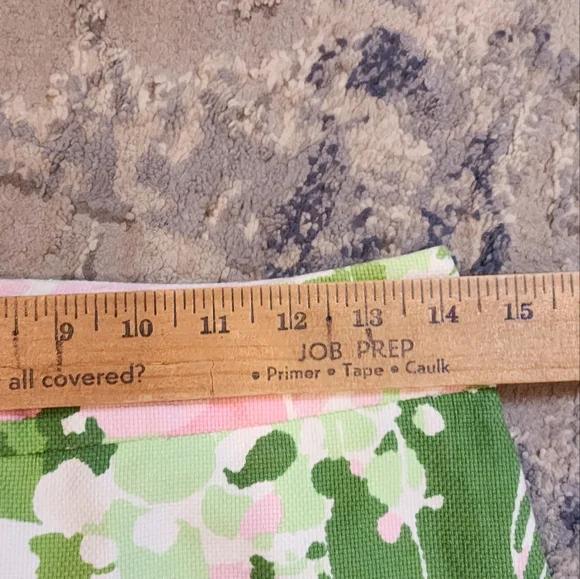 9 10 11 12 13 14 15
JOB PREP
all covered? • Primer • Tape • Caulk